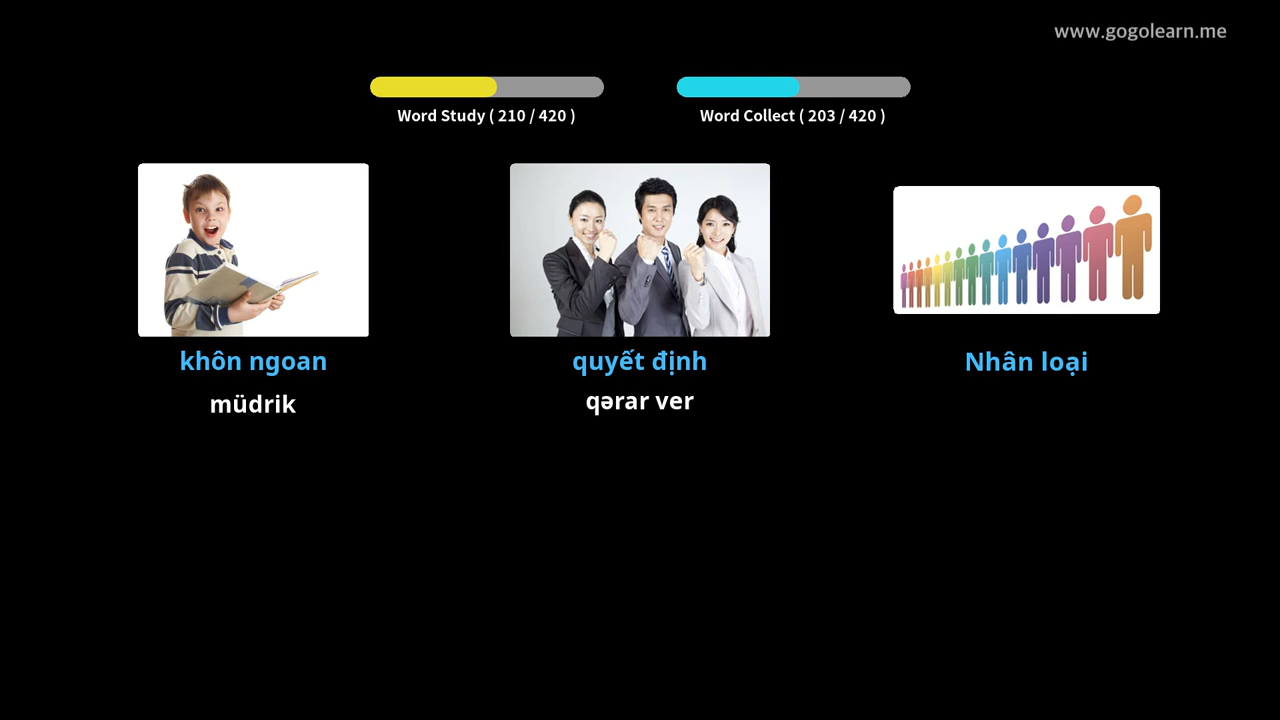 www.gogolearn.me
Word Study ( 210 / 420 )
Word Collect ( 203 / 420 )
khôn ngoan
quyết định
Nhân loại
müdrik
qərar ver